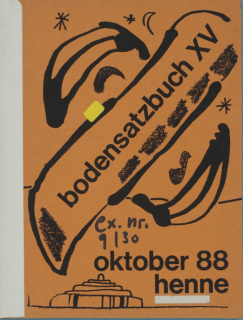 bodensatzbuch XV
ex. nr.
9/30
oktober 88
henne